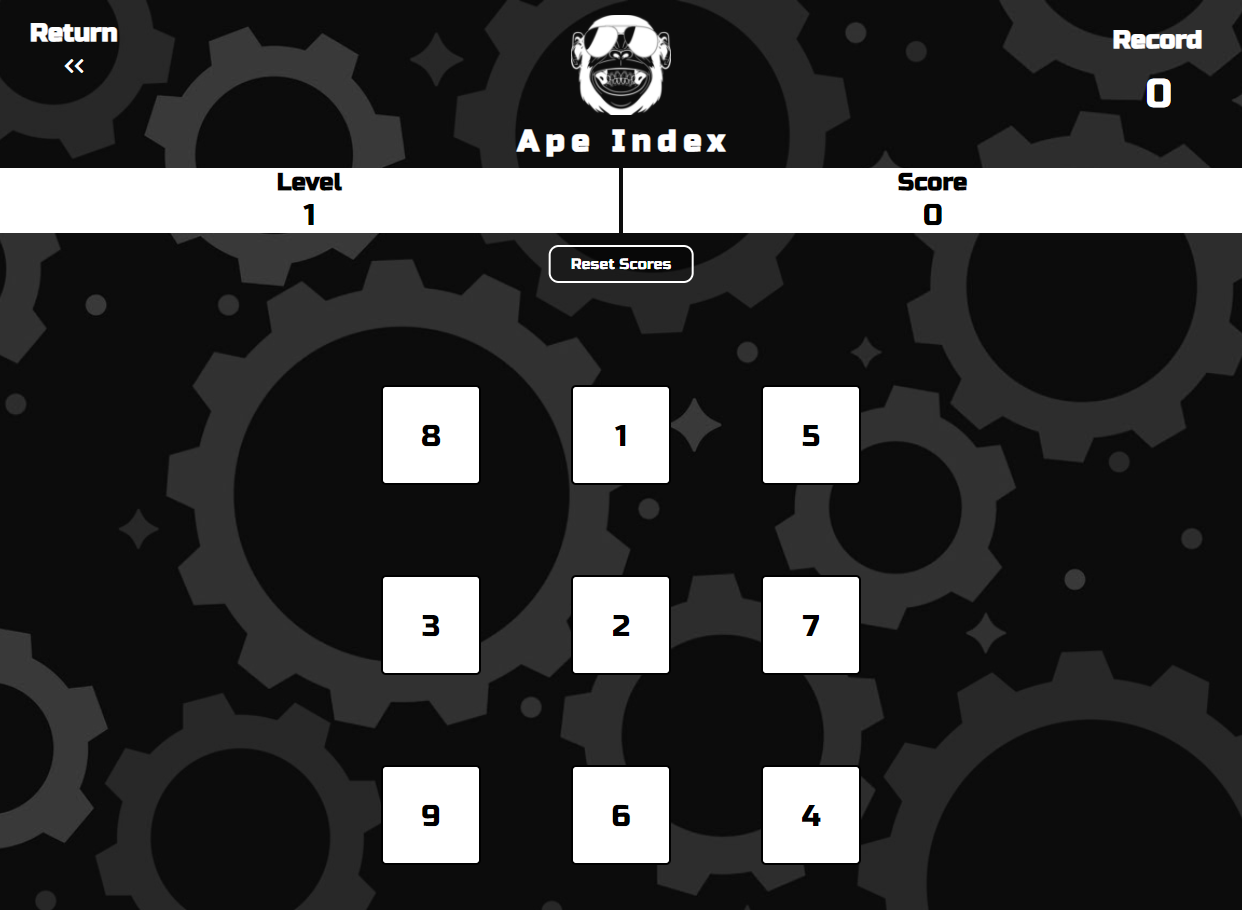 Return
Record
0
Ape Index
Level
1
Score
0
Reset Scores
8 1 5
3 2 7
9 6 4